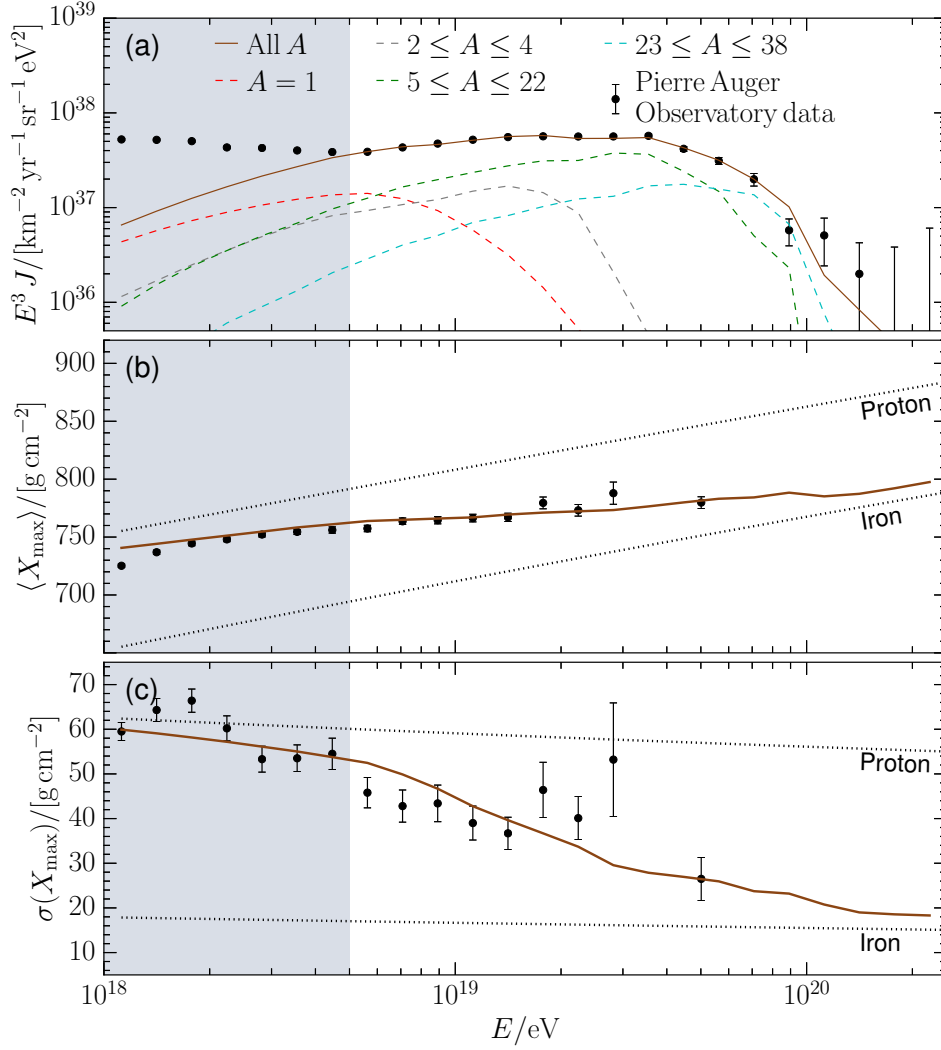 (a)
All A
2 ≤ A ≤ 4
23 ≤ A ≤ 38
A = 1
5 ≤ A ≤ 22
Pierre Auger
Observatory data
10^39
10^38
10^37
10^36
E^3 J/[km^−2 yr^−1 sr^−1 eV^2]
(b)
900
850
800
750
700
⟨X_max⟩/[g cm^−2]
Proton
Iron
(c)
70
60
50
40
30
20
10
σ(X_max)/[g cm^−2]
Proton
Iron
10^18
10^19
10^20
E/eV